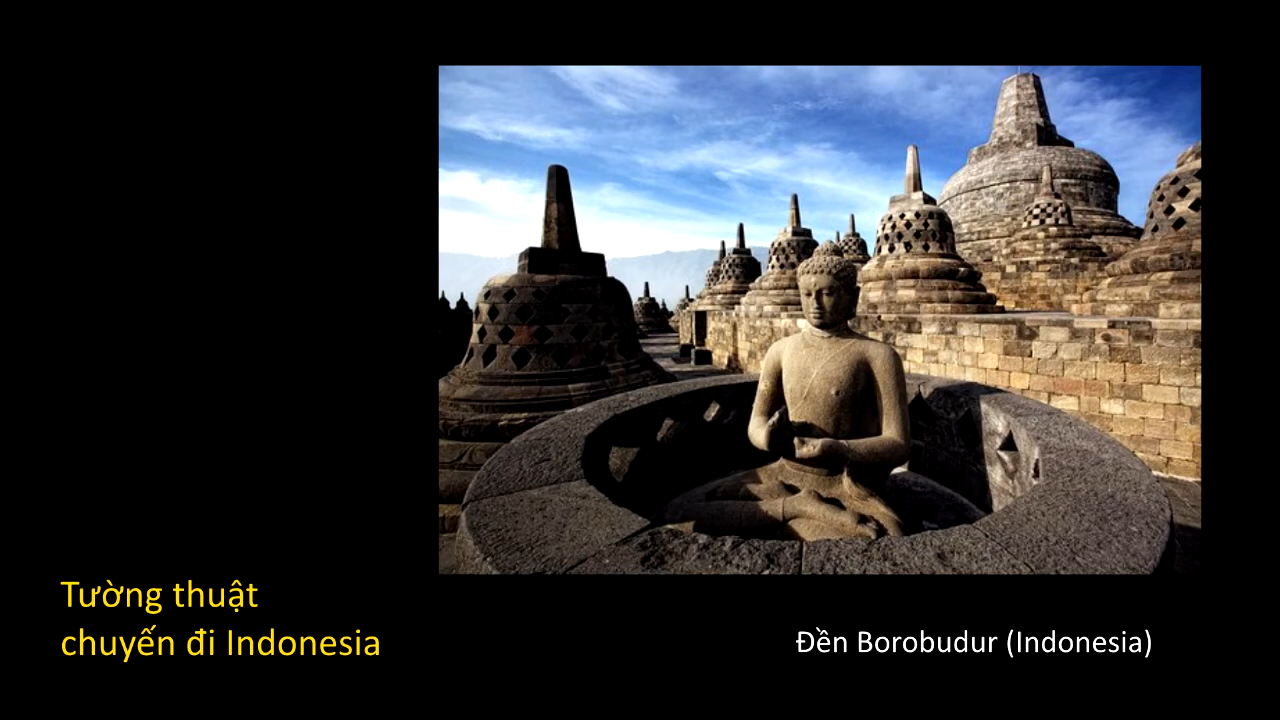 Tường thuật
chuyến đi Indonesia
Đền Borobudur (Indonesia)